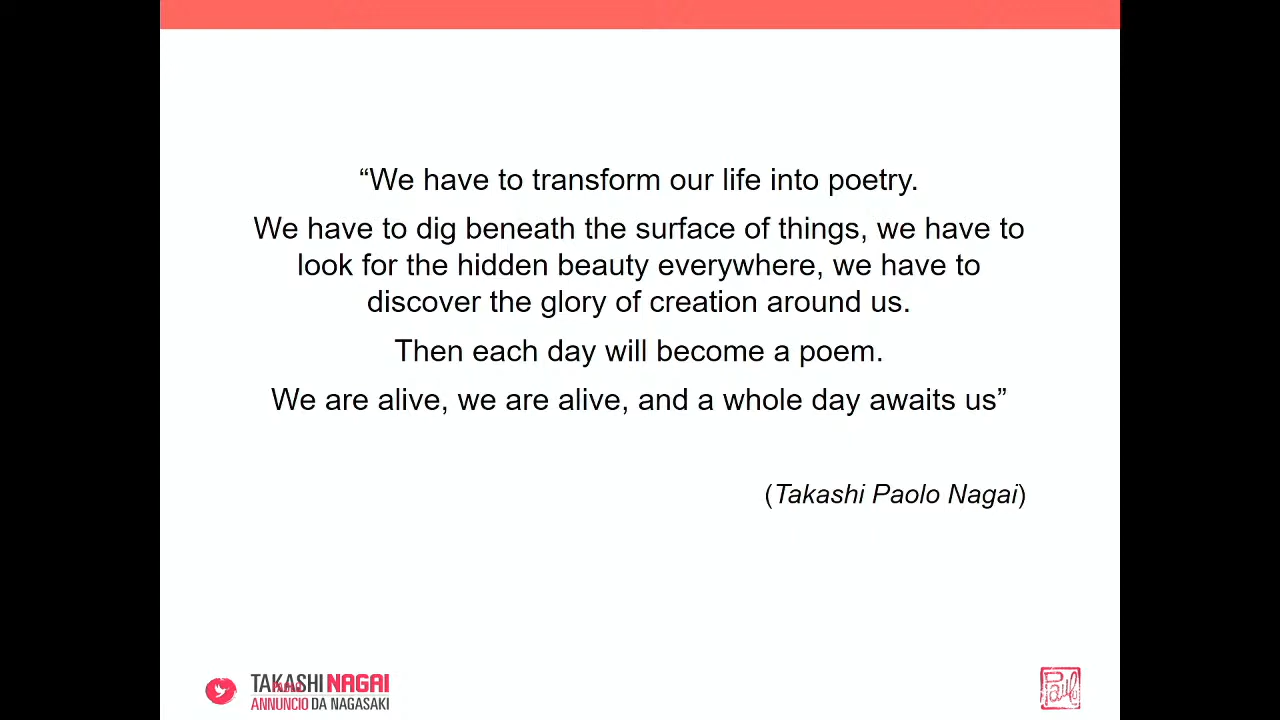 “We have to transform our life into poetry.
We have to dig beneath the surface of things, we have to
look for the hidden beauty everywhere, we have to
discover the glory of creation around us.
Then each day will become a poem.
We are alive, we are alive, and a whole day awaits us”
(Takashi Paolo Nagai)
TAKASHI NAGAI
PAOLO
ANNUNCIO DA NAGASAKI
Paulo